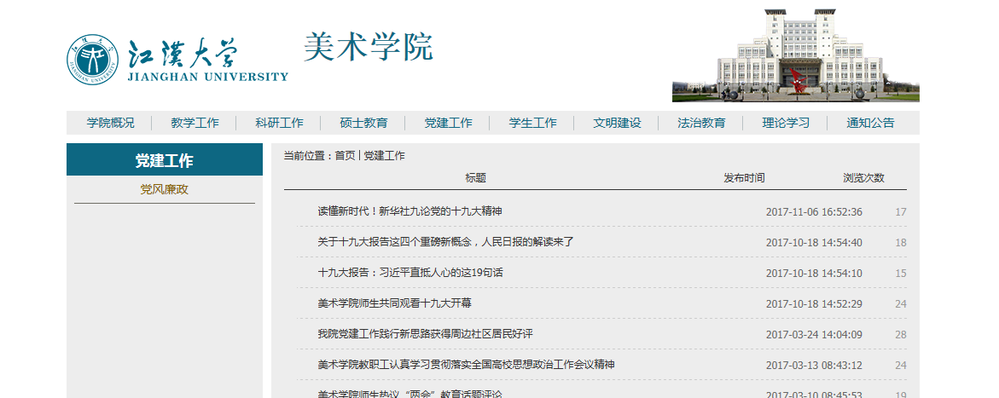 江汉大学
JIANGHAN UNIVERSITY
美术学院
学院概况 教学工作 科研工作 硕士教育 党建工作 学生工作 文明建设 法治教育 理论学习 通知公告
党建工作
党风廉政
当前位置：首页 | 党建工作
标题 发布时间 浏览次数
读懂新时代！新华社九论党的十九大精神 2017-11-06 16:52:36 17
关于十九大报告这四个重磅新概念，人民日报的解读来了 2017-10-18 14:54:40 18
十九大报告：习近平直抵人心的这19句话 2017-10-18 14:54:10 15
美术学院师生共同观看十九大开幕 2017-10-18 14:52:29 24
我院党建工作践行新思路获得周边社区居民好评 2017-03-24 14:04:09 28
美术学院教职工认真学习贯彻落实全国高校思想政治工作会议精神 2017-03-13 08:43:12 24
美术学院师生热议“两会”教育话题评论 2017-03-10 08:45:53 19